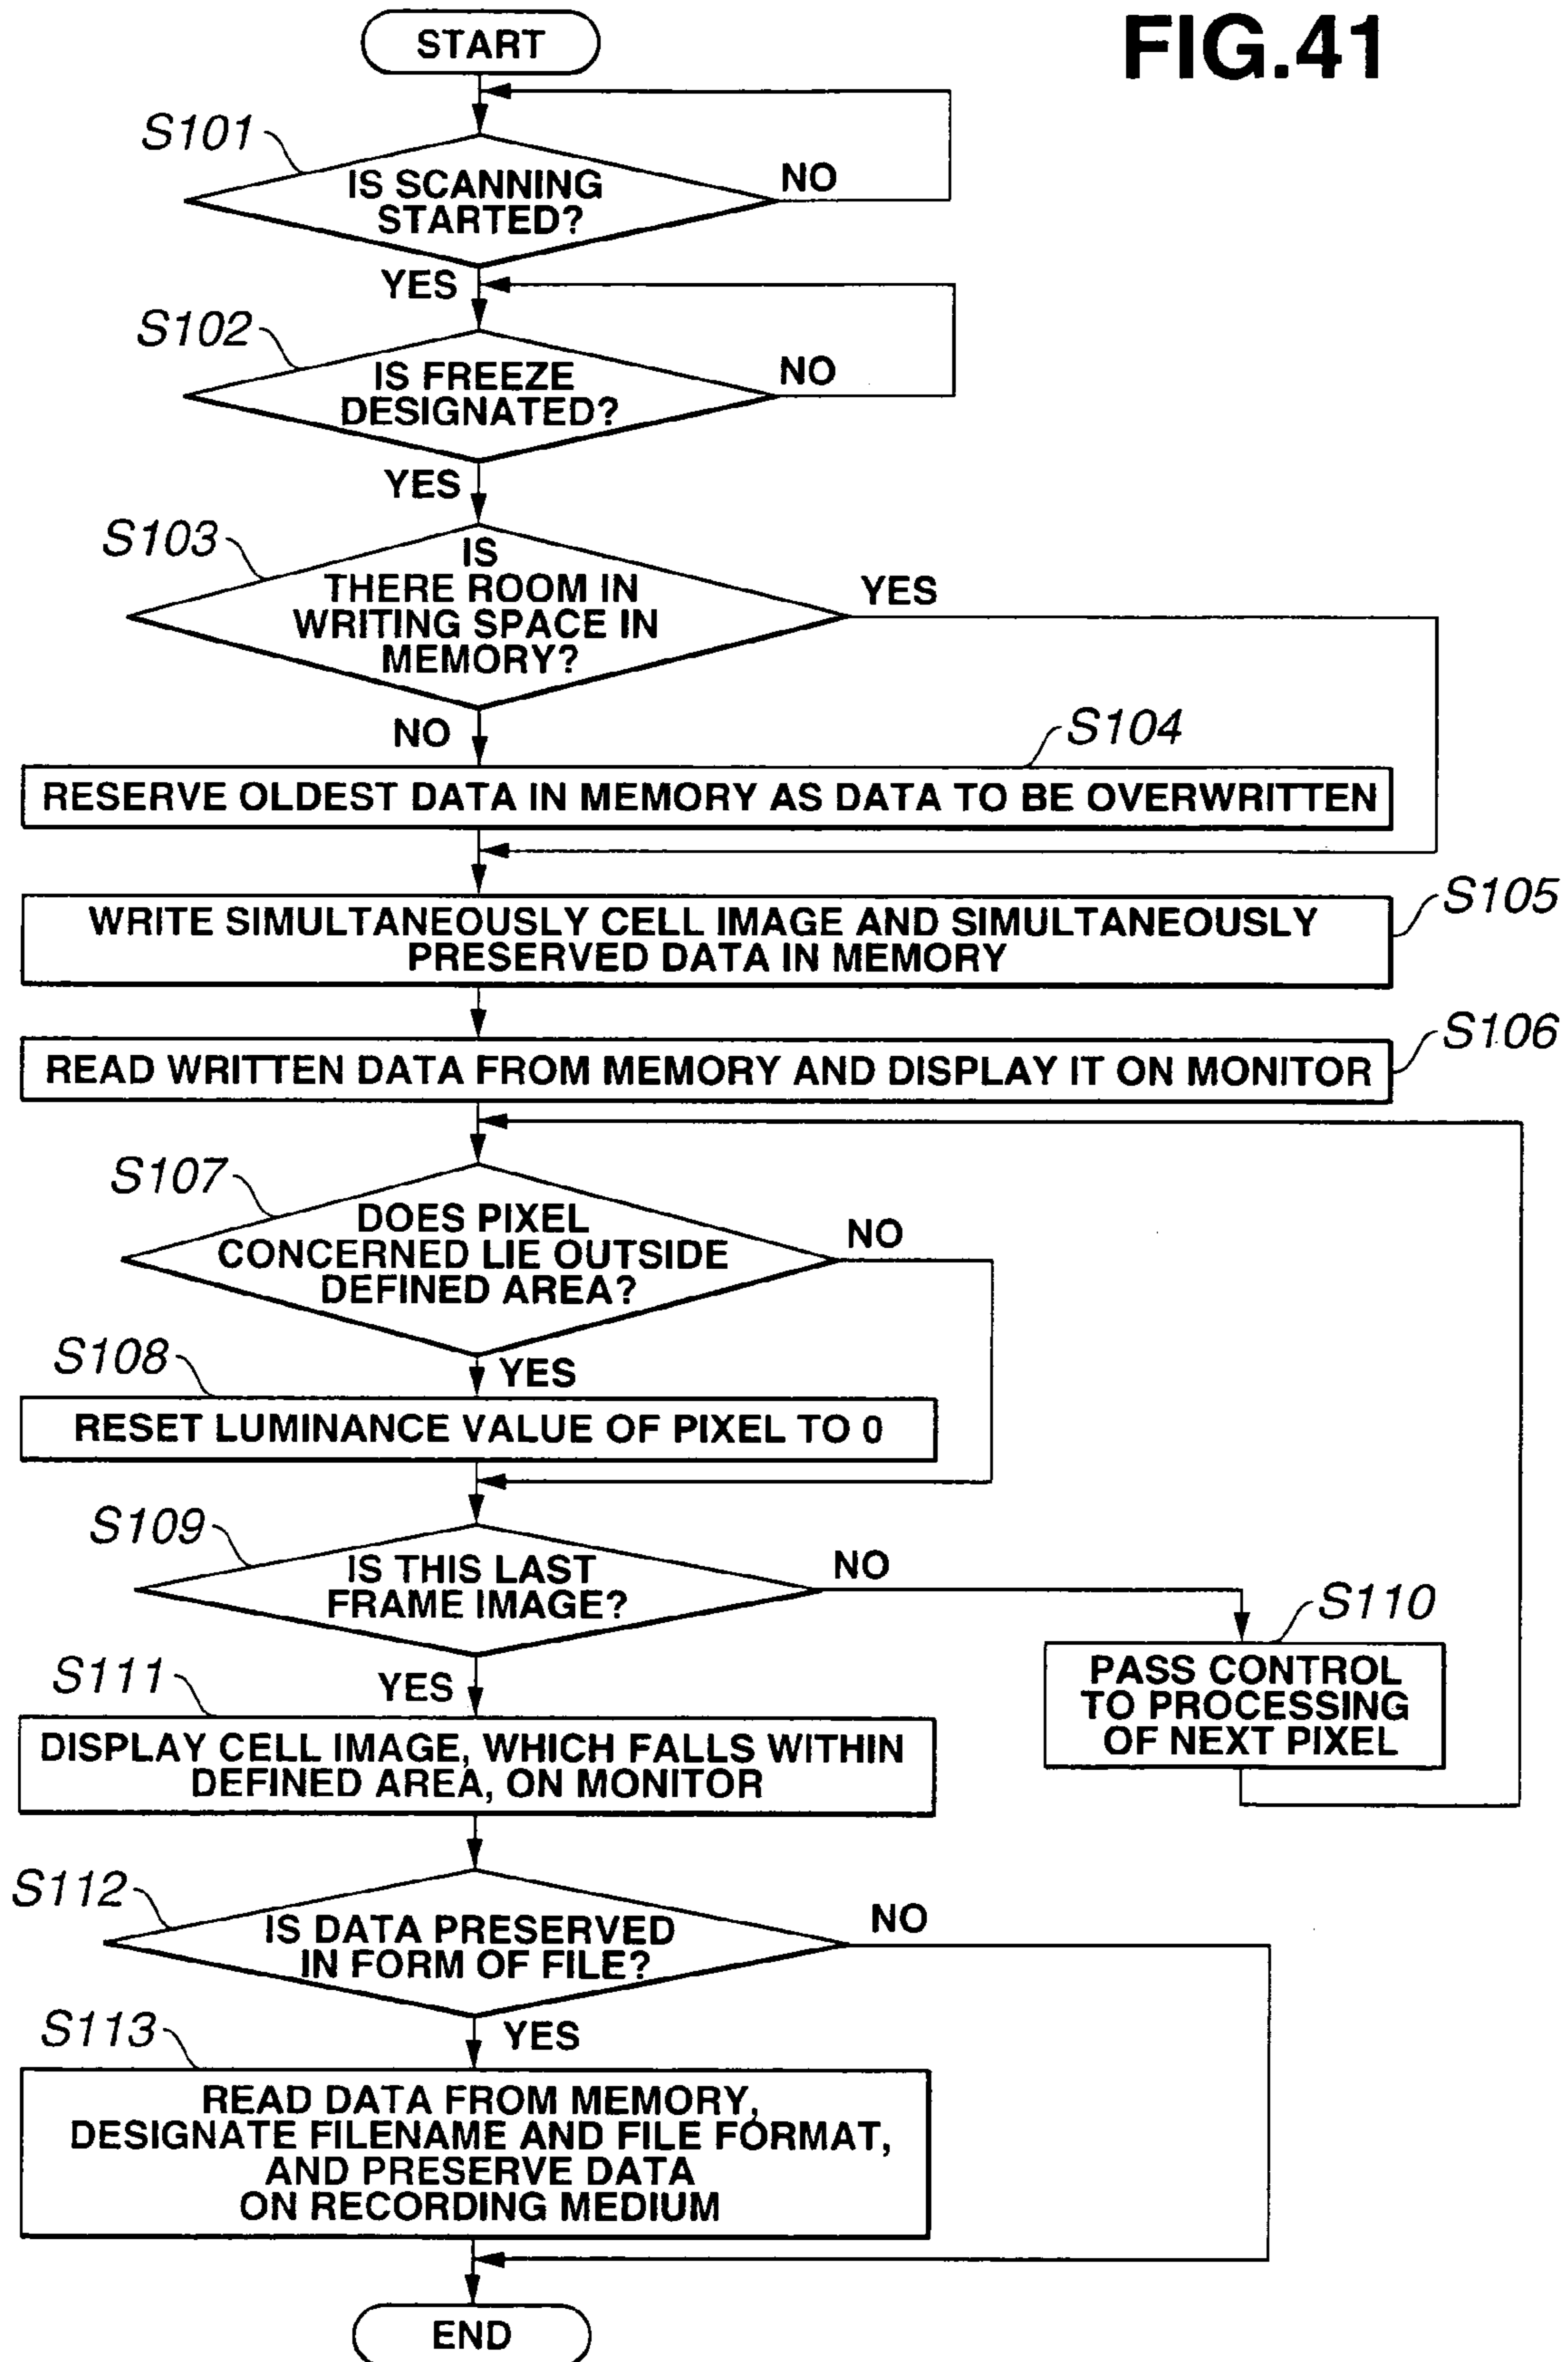 FIG.41
START
S101
IS SCANNING
STARTED?
NO
YES
S102
IS FREEZE
DESIGNATED?
NO
YES
S103
IS
THERE ROOM IN
WRITING SPACE IN
MEMORY?
YES
NO
S104
RESERVE OLDEST DATA IN MEMORY AS DATA TO BE OVERWRITTEN
S105
WRITE SIMULTANEOUSLY CELL IMAGE AND SIMULTANEOUSLY
PRESERVED DATA IN MEMORY
S106
READ WRITTEN DATA FROM MEMORY AND DISPLAY IT ON MONITOR
S107
DOES PIXEL
CONCERNED LIE OUTSIDE
DEFINED AREA?
NO
YES
S108
RESET LUMINANCE VALUE OF PIXEL TO 0
S109
IS THIS LAST
FRAME IMAGE?
NO
YES
S110
PASS CONTROL
TO PROCESSING
OF NEXT PIXEL
S111
DISPLAY CELL IMAGE, WHICH FALLS WITHIN
DEFINED AREA, ON MONITOR
S112
IS DATA PRESERVED
IN FORM OF FILE?
NO
YES
S113
READ DATA FROM MEMORY,
DESIGNATE FILENAME AND FILE FORMAT,
AND PRESERVE DATA
ON RECORDING MEDIUM
END